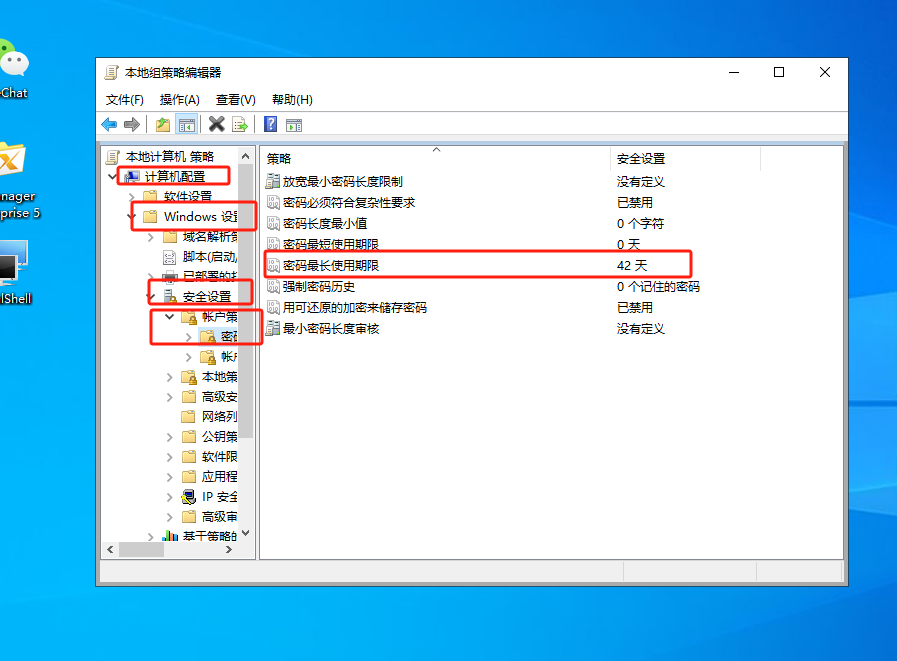 Chat
nager
prise 5
lShell
本地组策略编辑器
文件(F) 操作(A) 查看(V) 帮助(H)
本地计算机 策略
计算机配置
软件设置
Windows 设
域名解析策
脚本(启动/
已部署的打
安全设置
帐户策
密码
帐户
本地策
高级安
网络列
公钥策
软件限
应用程
IP 安全
高级审
基于策略的
策略 安全设置
放宽最小密码长度限制 没有定义
密码必须符合复杂性要求 已禁用
密码长度最小值 0 个字符
密码最短使用期限 0 天
密码最长使用期限 42 天
强制密码历史 0 个记住的密码
用可还原的加密来储存密码 已禁用
最小密码长度审核 没有定义